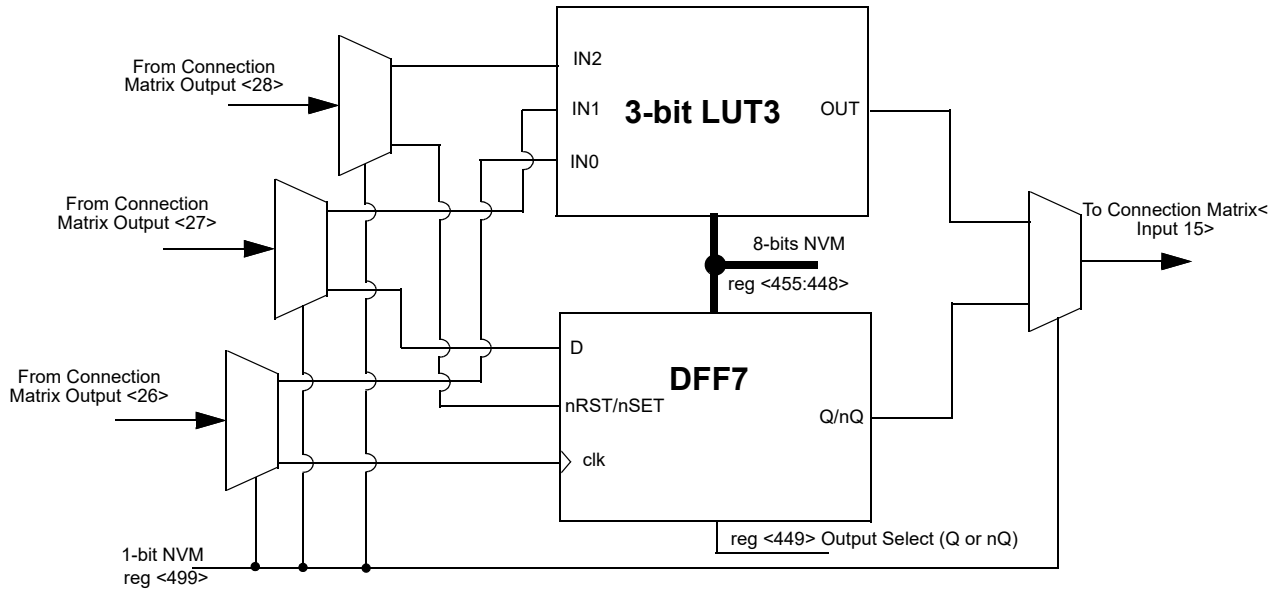 From Connection
Matrix Output <28>
IN2
IN1
IN0
3-bit LUT3
OUT
From Connection
Matrix Output <27>
To Connection Matrix<
Input 15>
8-bits NVM
reg <455:448>
D
DFF7
nRST/nSET
Q/nQ
clk
From Connection
Matrix Output <26>
reg <449> Output Select (Q or nQ)
1-bit NVM
reg <499>